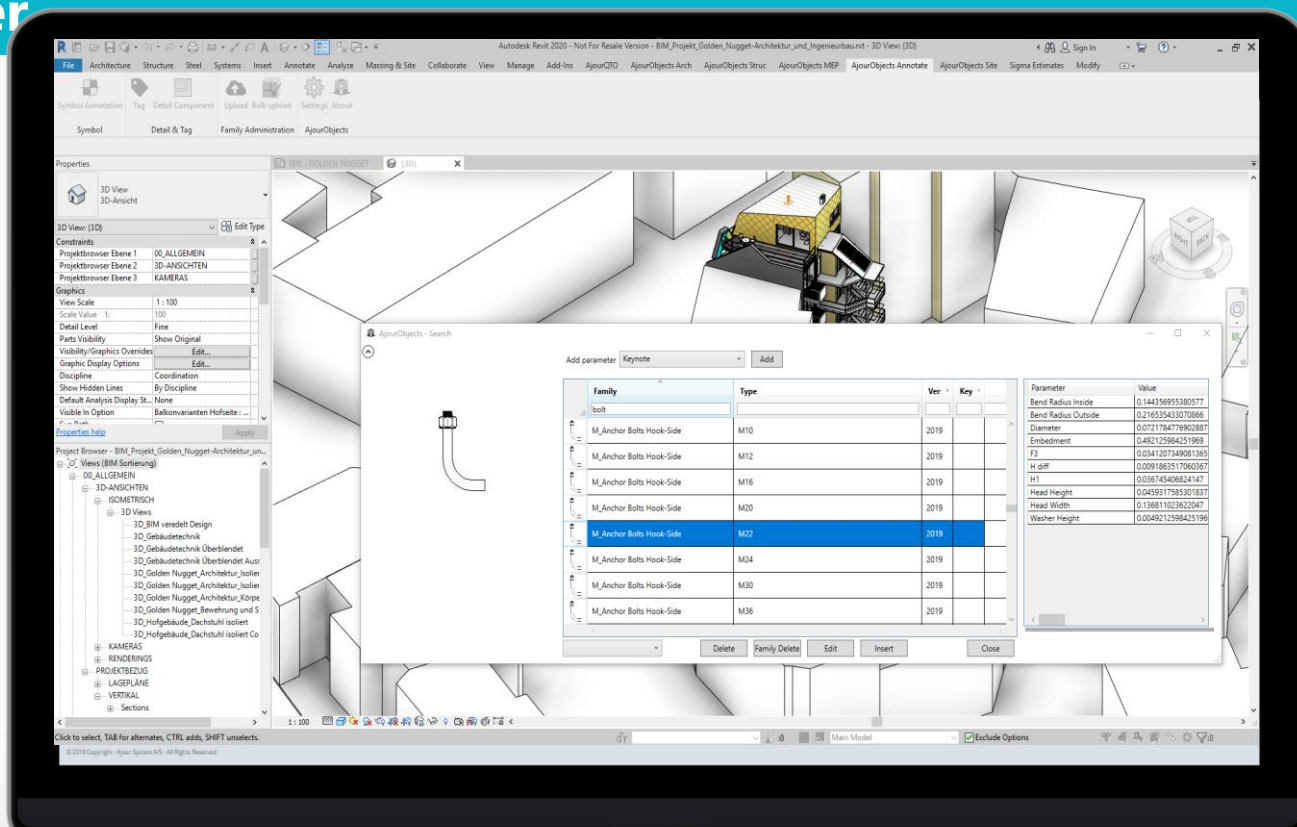 er
Autodesk Revit 2020 - Not For Resale Version - BIM_Projekt_Golden_Nugget-Architektur_und_Ingenieurbau.rvt - 3D View: {3D}
Sign In
File Architecture Structure Steel Systems Insert Annotate Analyze Massing & Site Collaborate View Manage Add-Ins AjourQTO AjourObjects Arch AjourObjects Struc AjourObjects MEP AjourObjects Annotate AjourObjects Site Sigma Estimates Modify
Symbol Annotation Tag Detail Component Upload Bulk upload Settings About
Symbol Detail & Tag Family Administration AjourObjects
Properties
000 - GOLDEN NUGGET {3D}
3D View
3D-Ansicht
3D View: {3D} Edit Type
Constraints
Projektbrowser Ebene 1 00_ALLGEMEIN
Projektbrowser Ebene 2 3D-ANSICHTEN
Projektbrowser Ebene 3 KAMERAS
Graphics
View Scale 1 : 100
Scale Value 1: 100
Detail Level Fine
Parts Visibility Show Original
Visibility/Graphics Overrides Edit...
Graphic Display Options Edit...
Discipline Coordination
Show Hidden Lines By Discipline
Default Analysis Display St... None
Visible In Option Balkonvarianten Hofseite : ...
Properties help Apply
Project Browser - BIM_Projekt_Golden_Nugget-Architektur_un...
Views (BIM Sortierung)
00_ALLGEMEIN
3D-ANSICHTEN
ISOMETRISCH
3D Views
3D_BIM veredelt Design
3D_Gebäudetechnik
3D_Gebäudetechnik Überblendet
3D_Gebäudetechnik Überblendet Auss
3D_Golden Nugget_Architektur_Isolier
3D_Golden Nugget_Architektur_Isolier
3D_Golden Nugget_Architektur_Körpe
3D_Golden Nugget_Bewehrung und S
3D_Hofgebäude_Dachstuhl isoliert
3D_Hofgebäude_Dachstuhl isoliert Co
KAMERAS
RENDERINGS
PROJEKTBEZUG
LAGEPLÄNE
VERTIKAL
Sections
RIGHT BACK
AjourObjects - Search
Add parameter Keynote Add
Family Type Ver Key
bolt
M_Anchor Bolts Hook-Side M10 2019
M_Anchor Bolts Hook-Side M12 2019
M_Anchor Bolts Hook-Side M16 2019
M_Anchor Bolts Hook-Side M20 2019
M_Anchor Bolts Hook-Side M22 2019
M_Anchor Bolts Hook-Side M24 2019
M_Anchor Bolts Hook-Side M30 2019
M_Anchor Bolts Hook-Side M36 2019
Parameter Value
Bend Radius Inside 0.144356955380577
Bend Radius Outside 0.216535433070866
Diameter 0.0721784776902887
Embedment 0.492125984251969
F3 0.0341207349081365
H diff 0.0091863517060367
H1 0.036745406824147
Head Height 0.0459317585301837
Head Width 0.136811023622047
Washer Height 0.0049212598425196
Delete Family Delete Edit Insert Close
1 : 100
Click to select, TAB for alternates, CTRL adds, SHIFT unselects. :0 Main Model Exclude Options :0
© 2018 Copyright - Ajour System A/S - All Rights Reserved